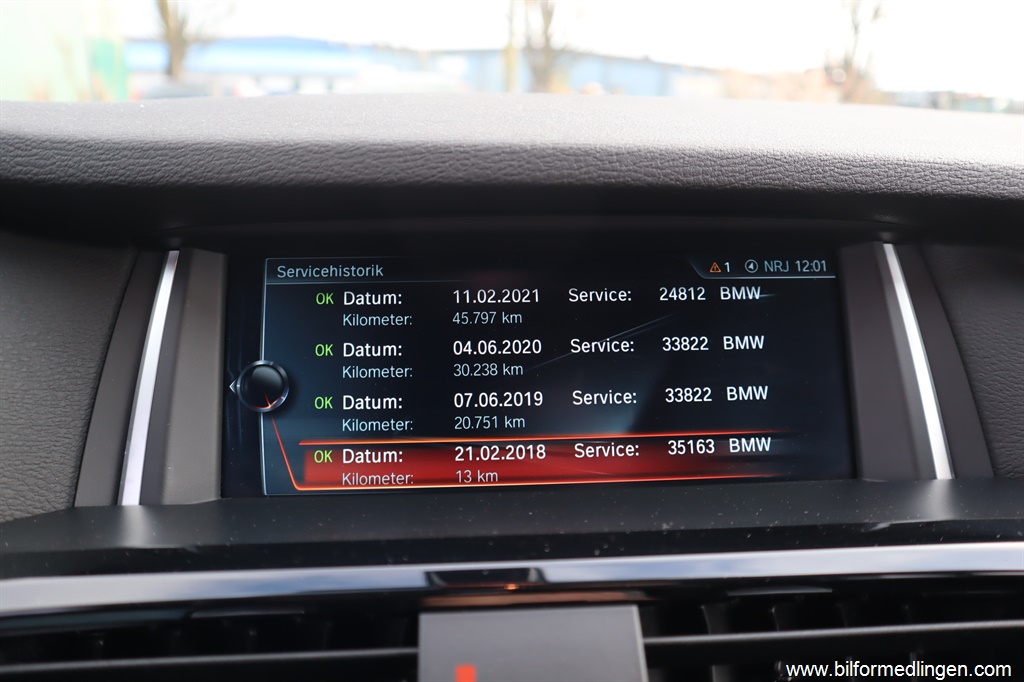 Servicehistorik 1 NRJ 12:01
OK Datum: 11.02.2021 Service: 24812 BMW
Kilometer: 45.797 km
OK Datum: 04.06.2020 Service: 33822 BMW
Kilometer: 30.238 km
OK Datum: 07.06.2019 Service: 33822 BMW
Kilometer: 20.751 km
OK Datum: 21.02.2018 Service: 35163 BMW
Kilometer: 13 km
www.bilformedlingen.com